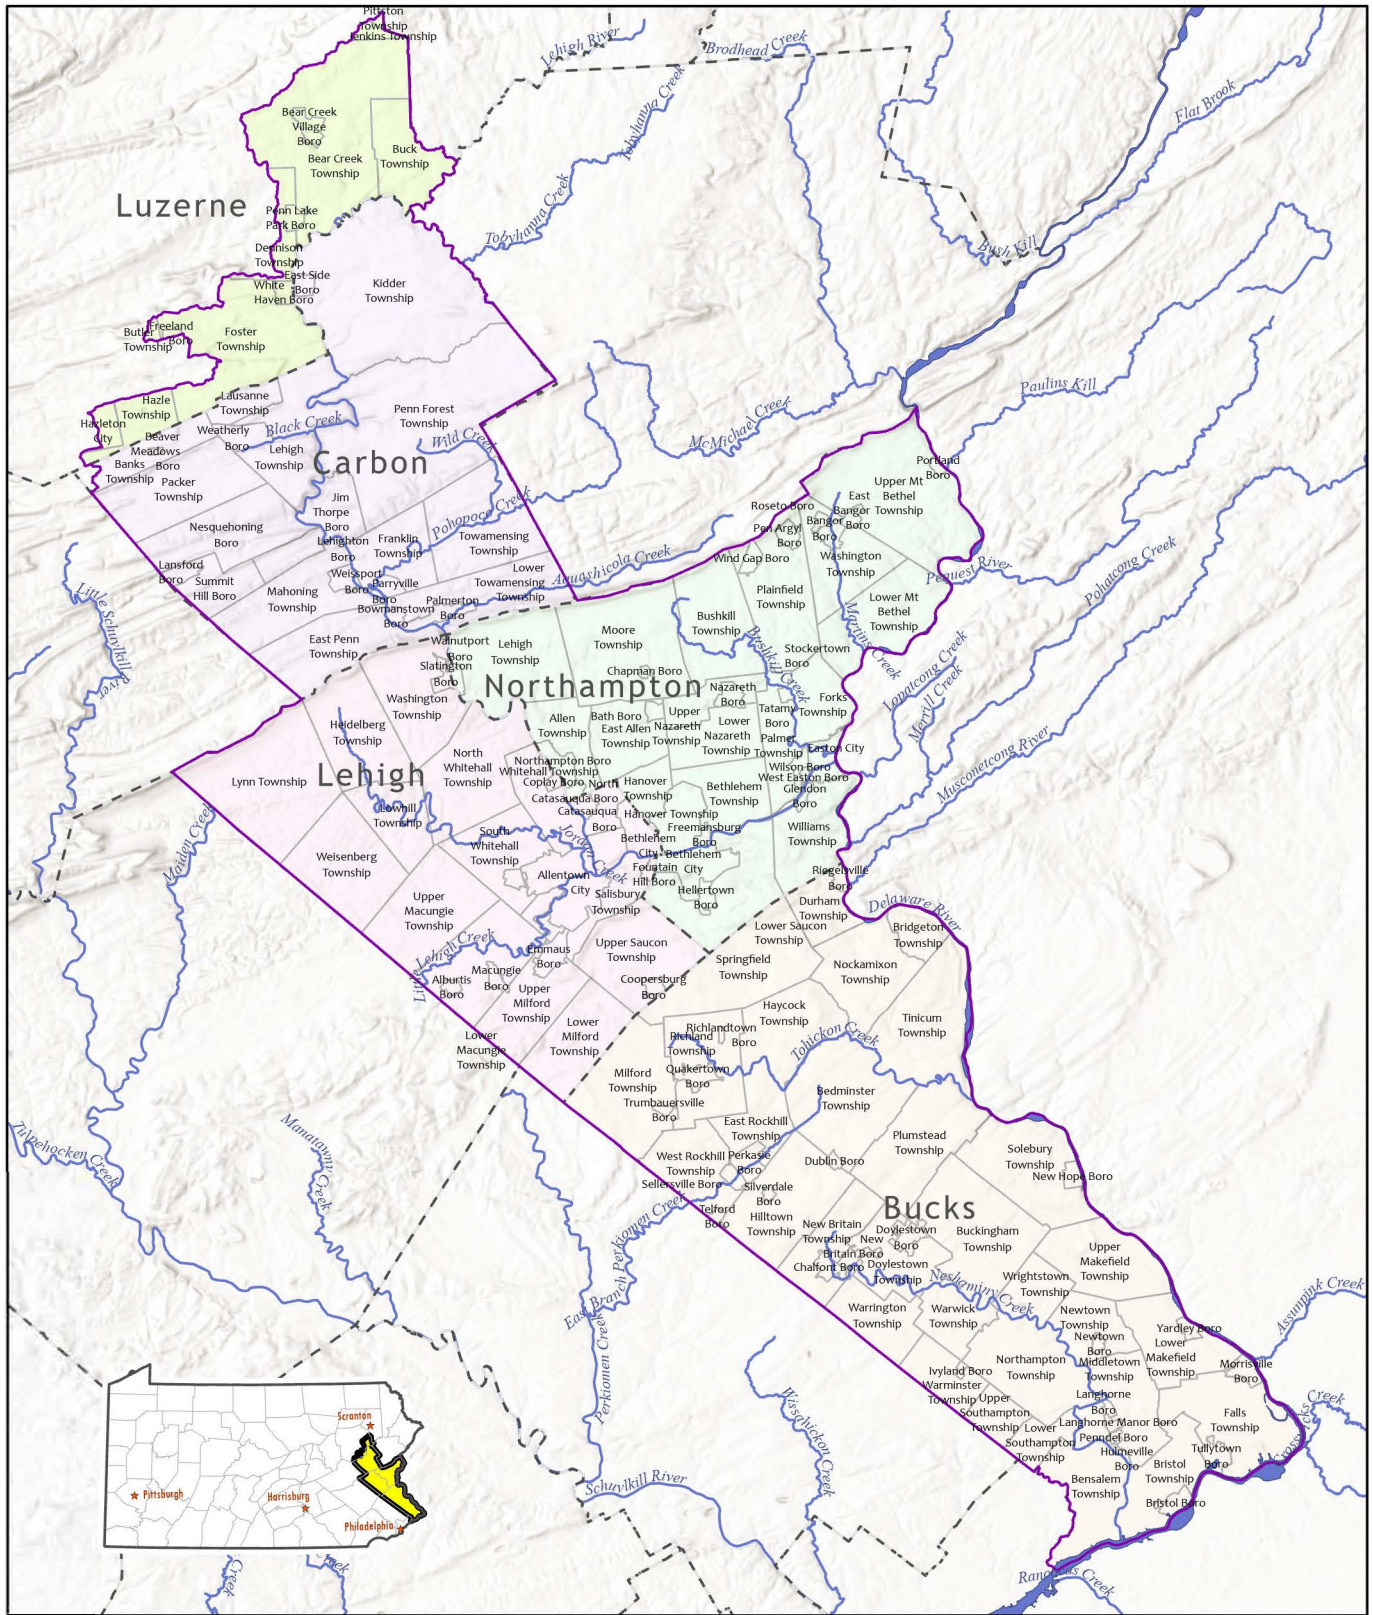 Pittston
Township
Jenkins Township
Lehigh River
Brodhead Creek
Tobyhanna Creek
Flat Brook
Bear Creek
Village
Boro
Buck
Township
Bear Creek
Township
Luzerne
Penn Lake
Park Boro
Tobyhanna Creek
Bush Kill
Dennison
Township
East Side
Boro
White
Haven Boro
Kidder
Township
Freeland
Boro
Butler
Township
Foster
Township
Paulins Kill
McMichael Creek
Hazle
Township
Lausanne
Township
Penn Forest
Township
Hazleton
City
Black Creek
Weatherly
Boro
Wild Creek
Beaver
Meadows
Boro
Lehigh
Township
Carbon
Banks
Township
Packer
Township
Portland
Boro
Upper Mt
Bethel
Township
East
Bangor
Boro
Roseto Boro
Bangor
Boro
Pen Argyl
Boro
Jim
Thorpe
Boro
Pohopoco Creek
Nesquehoning
Boro
Lehighton
Boro
Franklin
Township
Towamensing
Township
Wind Gap Boro
Washington
Township
Aquashicola Creek
Pequest River
Pohatcong Creek
Lansford
Boro
Summit
Hill Boro
Weissport
Boro
Parryville
Boro
Lower
Towamensing
Township
Mahoning
Township
Bowmanstown
Boro
Palmerton
Boro
Plainfield
Township
Lower Mt
Bethel
Township
Little Schuylkill River
Bushkill
Township
Martins Creek
East Penn
Township
Walnutport
Boro
Lehigh
Township
Moore
Township
Bushkill Creek
Stockertown
Boro
Lopatcong Creek
Merrill Creek
Slatington
Boro
Chapman Boro
Northampton
Nazareth
Boro
Washington
Township
Forks
Township
Tatamy
Boro
Heidelberg
Township
Allen
Township
Bath Boro
East Allen
Township
Upper
Nazareth
Township
Lower
Nazareth
Township
Palmer
Township
Easton City
Musconetcong River
Lynn Township
Lehigh
North
Whitehall
Township
Northampton Boro
Whitehall Township
Coplay Boro
North
Catasauqua Boro
Catasauqua
Boro
Hanover
Township
Wilson Boro
West Easton Boro
Glendon
Boro
Bethlehem
Township
Hanover Township
Freemansburg
Boro
Williams
Township
Lowhill
Township
Maiden Creek
South
Whitehall
Township
Jordan Creek
Bethlehem
City
Bethlehem
City
Weisenberg
Township
Allentown
City
Fountain
Hill Boro
Salisbury
Township
Hellertown
Boro
Riegelsville
Boro
Durham
Township
Delaware River
Upper
Macungie
Township
Lower Saucon
Township
Bridgeton
Township
Little Lehigh Creek
Emmaus
Boro
Upper Saucon
Township
Springfield
Township
Nockamixon
Township
Macungie
Boro
Alburtis
Boro
Coopersburg
Boro
Upper
Milford
Township
Haycock
Township
Tinicum
Township
Lower
Milford
Township
Richlandtown
Boro
Richland
Township
Tohickon Creek
Lower
Macungie
Township
Quakertown
Boro
Milford
Township
Bedminster
Township
Trumbauersville
Boro
Tulpehocken Creek
Manatawny Creek
East Rockhill
Township
Plumstead
Township
Solebury
Township
New Hope Boro
West Rockhill
Township
Perkasie
Boro
Dublin Boro
Sellersville Boro
Silverdale
Boro
Telford
Boro
Hilltown
Township
Bucks
New Britain
Township
Doylestown
Boro
New
Britain Boro
Chalfont Boro
Doylestown
Township
Buckingham
Township
East Branch Perkiomen Creek
Upper
Makefield
Township
Wrightstown
Township
Neshaminy Creek
Assunpink Creek
Warrington
Township
Warwick
Township
Newtown
Township
Newtown
Boro
Yardley Boro
Lower
Makefield
Township
Perkiomen Creek
Northampton
Township
Middletown
Township
Morrisville
Boro
Ivyland Boro
Warminster
Township
Wissahickon Creek
Langhorne
Boro
Upper
Southampton
Township
Langhorne Manor Boro
Falls
Township
Crosswicks Creek
Lower
Southampton
Township
Penndel Boro
Hulmeville
Boro
Tullytown
Boro
Bristol
Township
Bensalem
Township
Bristol Boro
Schuylkill River
Rancocas Creek
Scranton
Pittsburgh
Harrisburg
Philadelphia
Creek
Creek